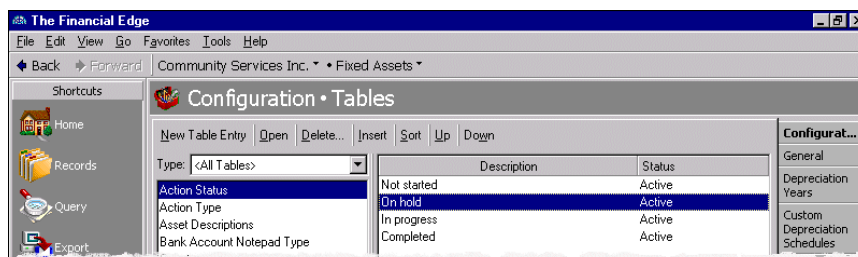 The Financial Edge
File Edit View Go Favorites Tools Help
Back Forward Community Services Inc. • Fixed Assets
Shortcuts
Configuration • Tables
Home
New Table Entry Open Delete... Insert Sort Up Down
Configurat...
Records
Type: <All Tables>
Description Status
General
Action Status
Not started Active
Depreciation
Years
Action Type
On hold Active
Query
Asset Descriptions
In progress Active
Custom
Depreciation
Schedules
Bank Account Notepad Type
Completed Active
Export